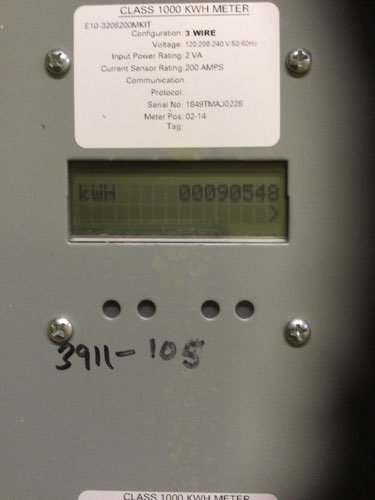 CLASS 1000 KWH METER
E10-3208200MKIT
Configuration: 3 WIRE
Voltage: 120/208,240 V,50/60Hz
Input Power Rating: 2 VA
Current Sensor Rating: 200 AMPS
Communication
Protocol:
Serial No: 1849TMAJ0228
Meter Pos: 02-14
Tag:
kWH 00090548
>
3911-105
CLASS 1000 KWH METER